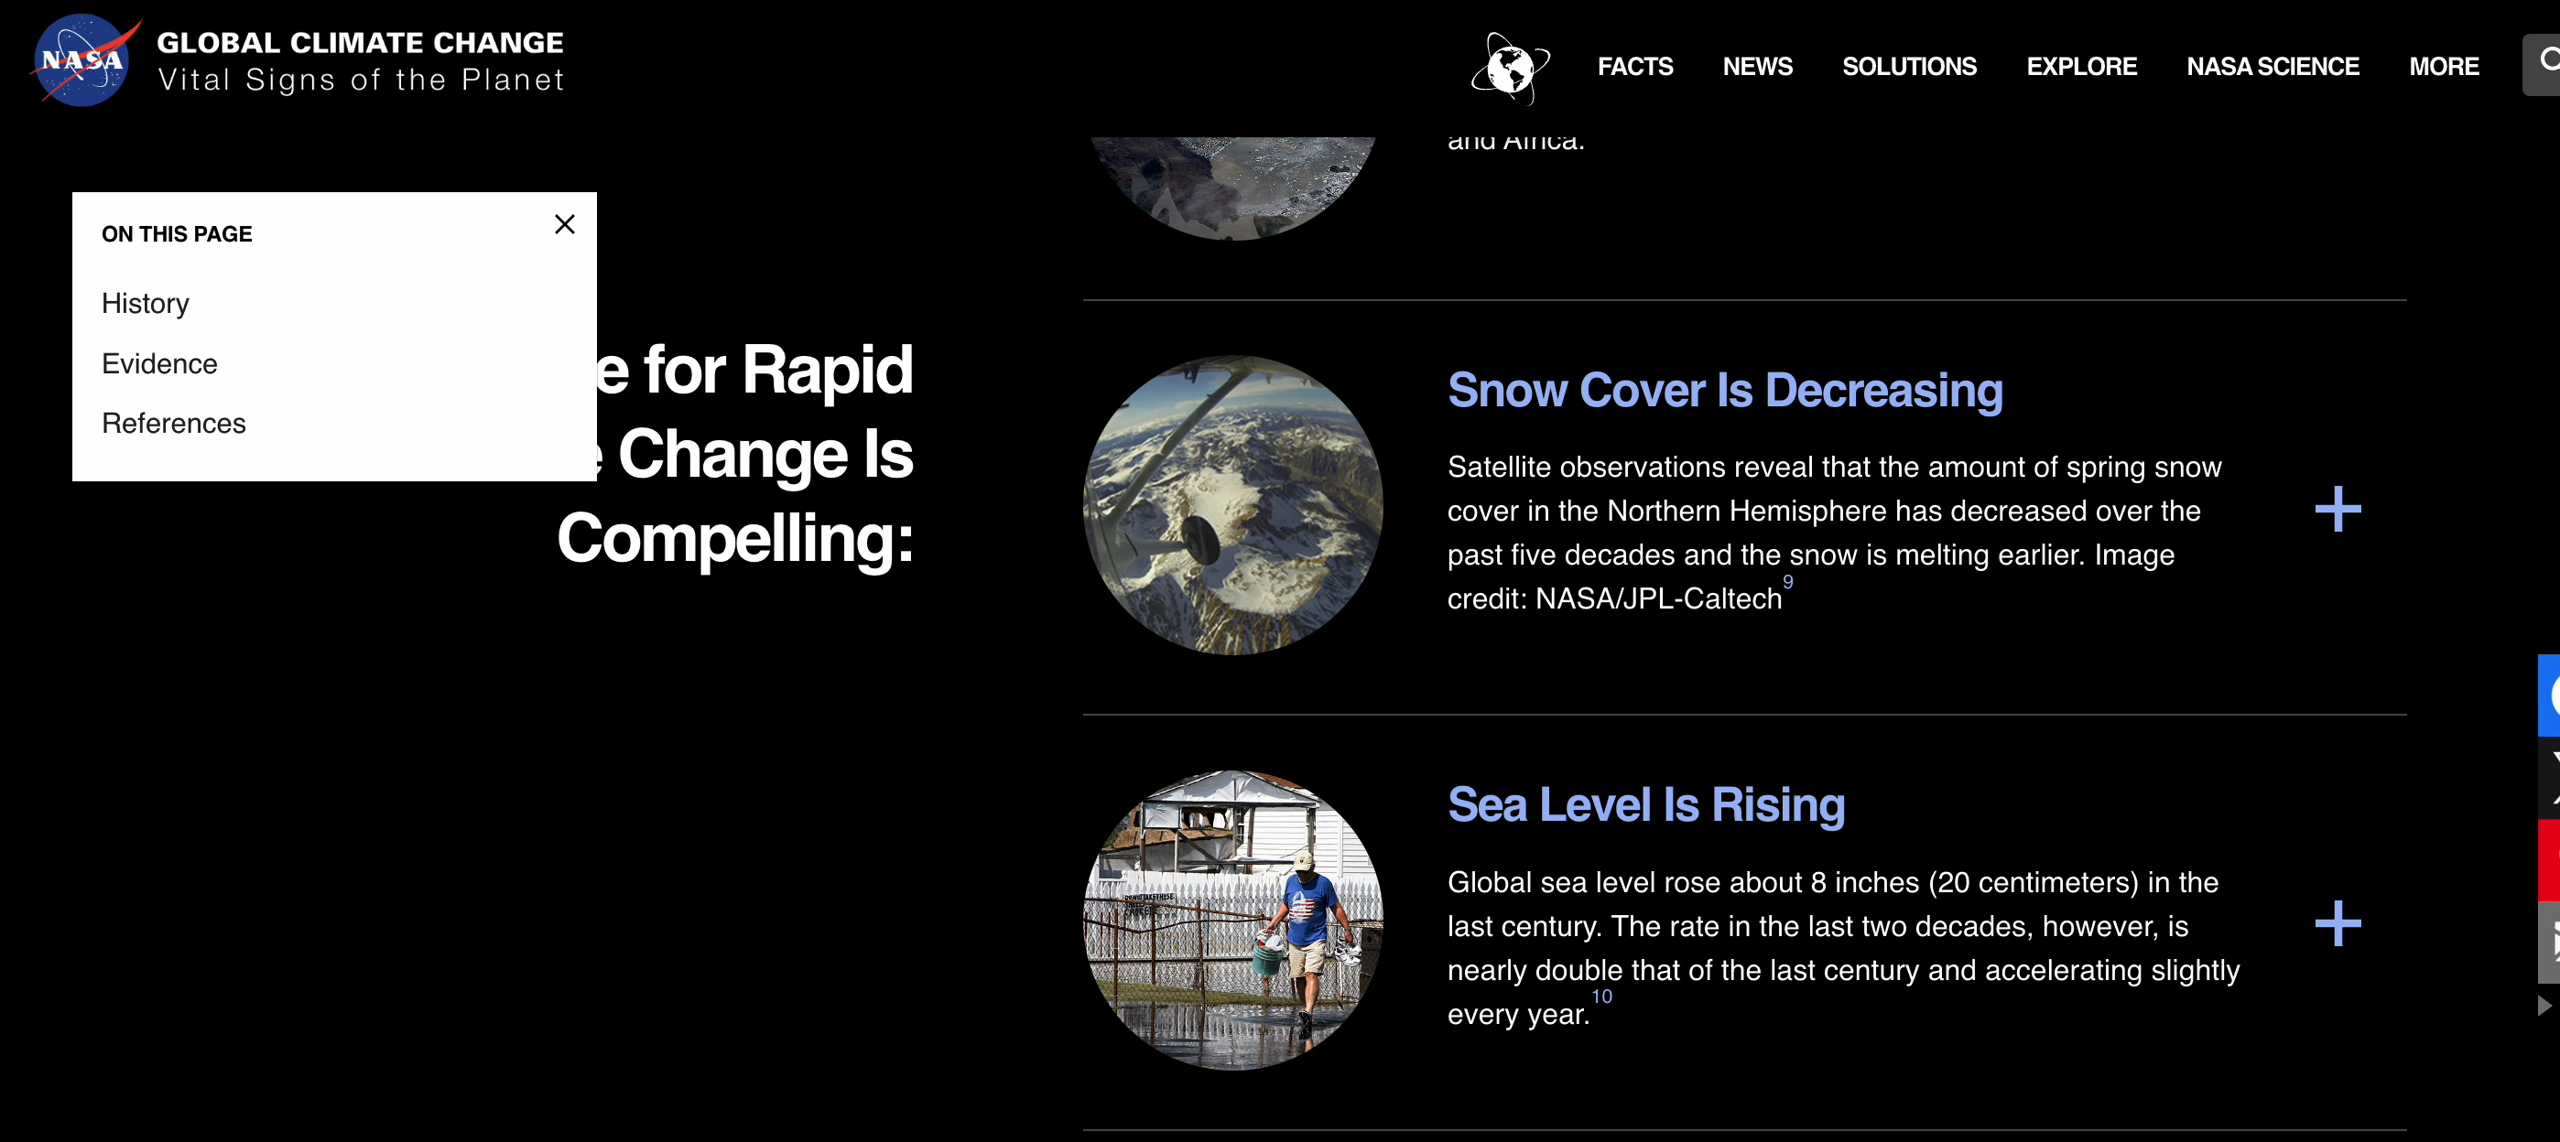 NASA
GLOBAL CLIMATE CHANGE
Vital Signs of the Planet
FACTS
NEWS
SOLUTIONS
EXPLORE
NASA SCIENCE
MORE
and Africa.
ON THIS PAGE
History
Evidence
References
e for Rapid
e Change Is
Compelling:
Snow Cover Is Decreasing
Satellite observations reveal that the amount of spring snow
cover in the Northern Hemisphere has decreased over the
past five decades and the snow is melting earlier. Image
credit: NASA/JPL-Caltech9
Sea Level Is Rising
Global sea level rose about 8 inches (20 centimeters) in the
last century. The rate in the last two decades, however, is
nearly double that of the last century and accelerating slightly
every year.10